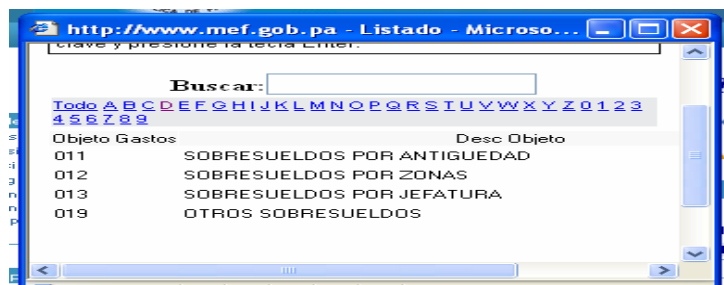 http://www.mef.gob.pa - Listado - Microso...
clave y presione la tecla Enter.
Buscar:
Todo A B C D E F G H I J K L M N O P Q R S T U V W X Y Z 0 1 2 3
4 5 6 7 8 9
Objeto Gastos Desc Objeto
011 SOBRESUELDOS POR ANTIGUEDAD
012 SOBRESUELDOS POR ZONAS
013 SOBRESUELDOS POR JEFATURA
019 OTROS SOBRESUELDOS